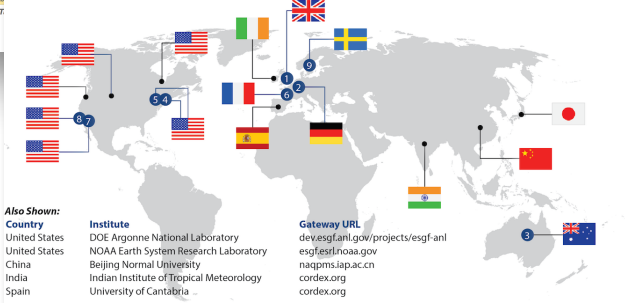 1
9
2
5 4
6
8 7
3
Also Shown:
Country Institute Gateway URL
United States DOE Argonne National Laboratory dev.esgf.anl.gov/projects/esgf-anl
United States NOAA Earth System Research Laboratory esgf.esrl.noaa.gov
China Beijing Normal University naqpms.iap.ac.cn
India Indian Institute of Tropical Meteorology cordex.org
Spain University of Cantabria cordex.org